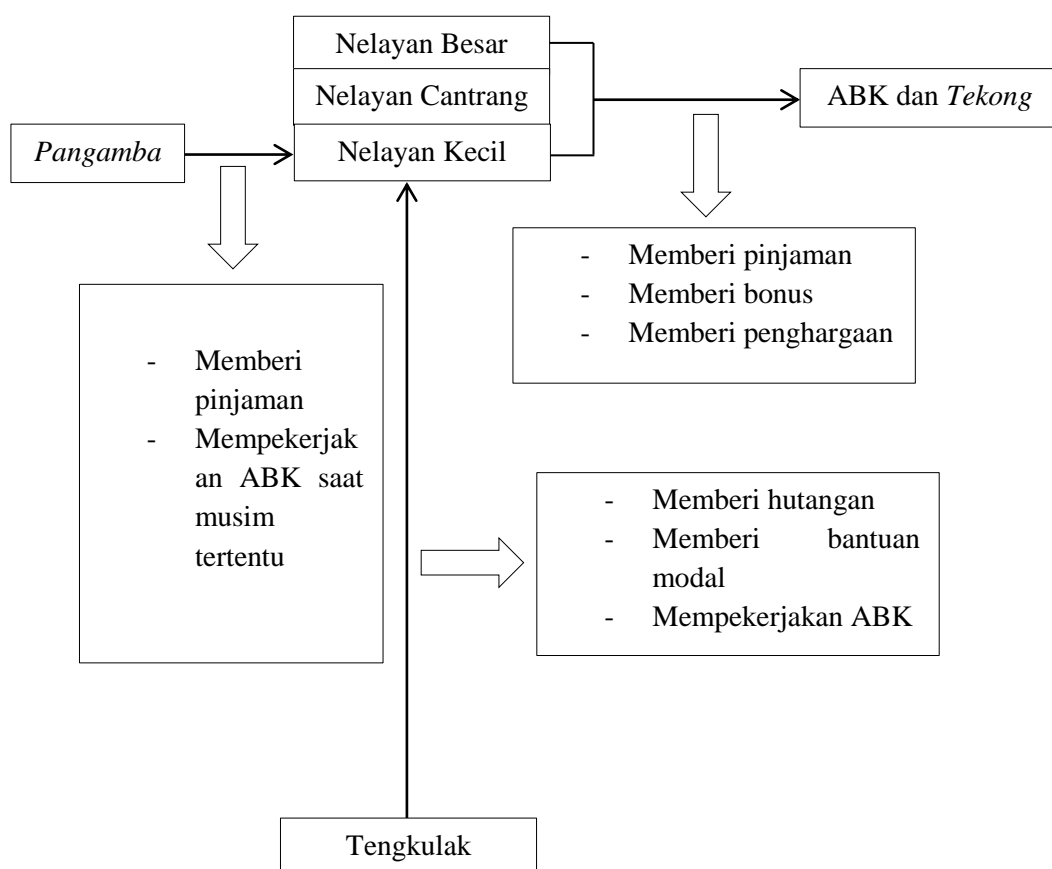 Nelayan Besar
Nelayan Cantrang
ABK dan Tekong
Pangamba
Nelayan Kecil
- Memberi pinjaman
- Memberi bonus
- Memberi penghargaan
- Memberi
pinjaman
- Mempekerjak
an ABK saat
musim
tertentu
- Memberi hutangan
- Memberi bantuan
modal
- Mempekerjakan ABK
Tengkulak